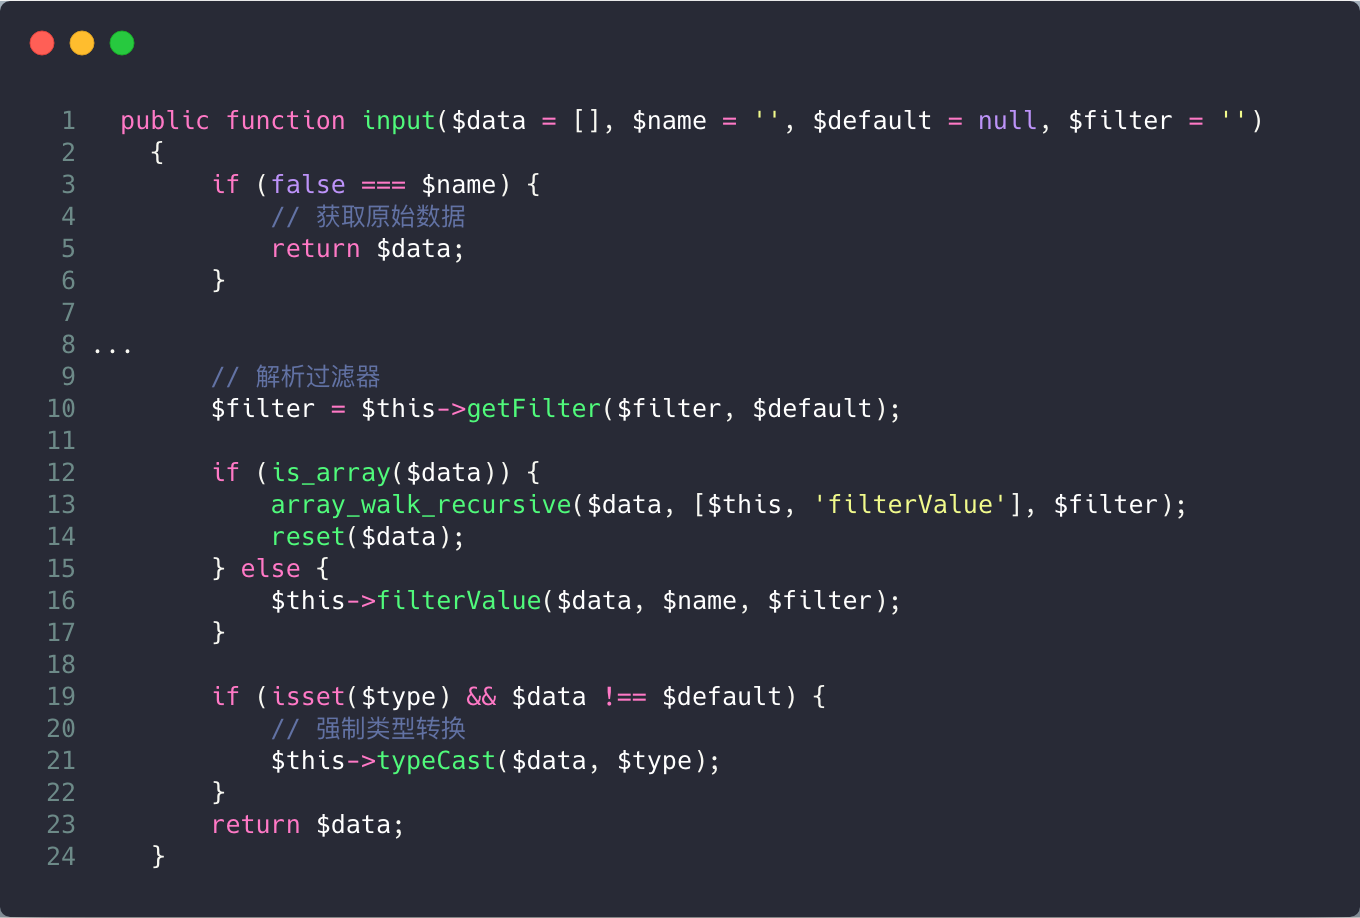 1 public function input($data = [], $name = '', $default = null, $filter = '')
2 {
3 if (false === $name) {
4 // 获取原始数据
5 return $data;
6 }
7
8 ...
9 // 解析过滤器
10 $filter = $this->getFilter($filter, $default);
11
12 if (is_array($data)) {
13 array_walk_recursive($data, [$this, 'filterValue'], $filter);
14 reset($data);
15 } else {
16 $this->filterValue($data, $name, $filter);
17 }
18
19 if (isset($type) && $data !== $default) {
20 // 强制类型转换
21 $this->typeCast($data, $type);
22 }
23 return $data;
24 }